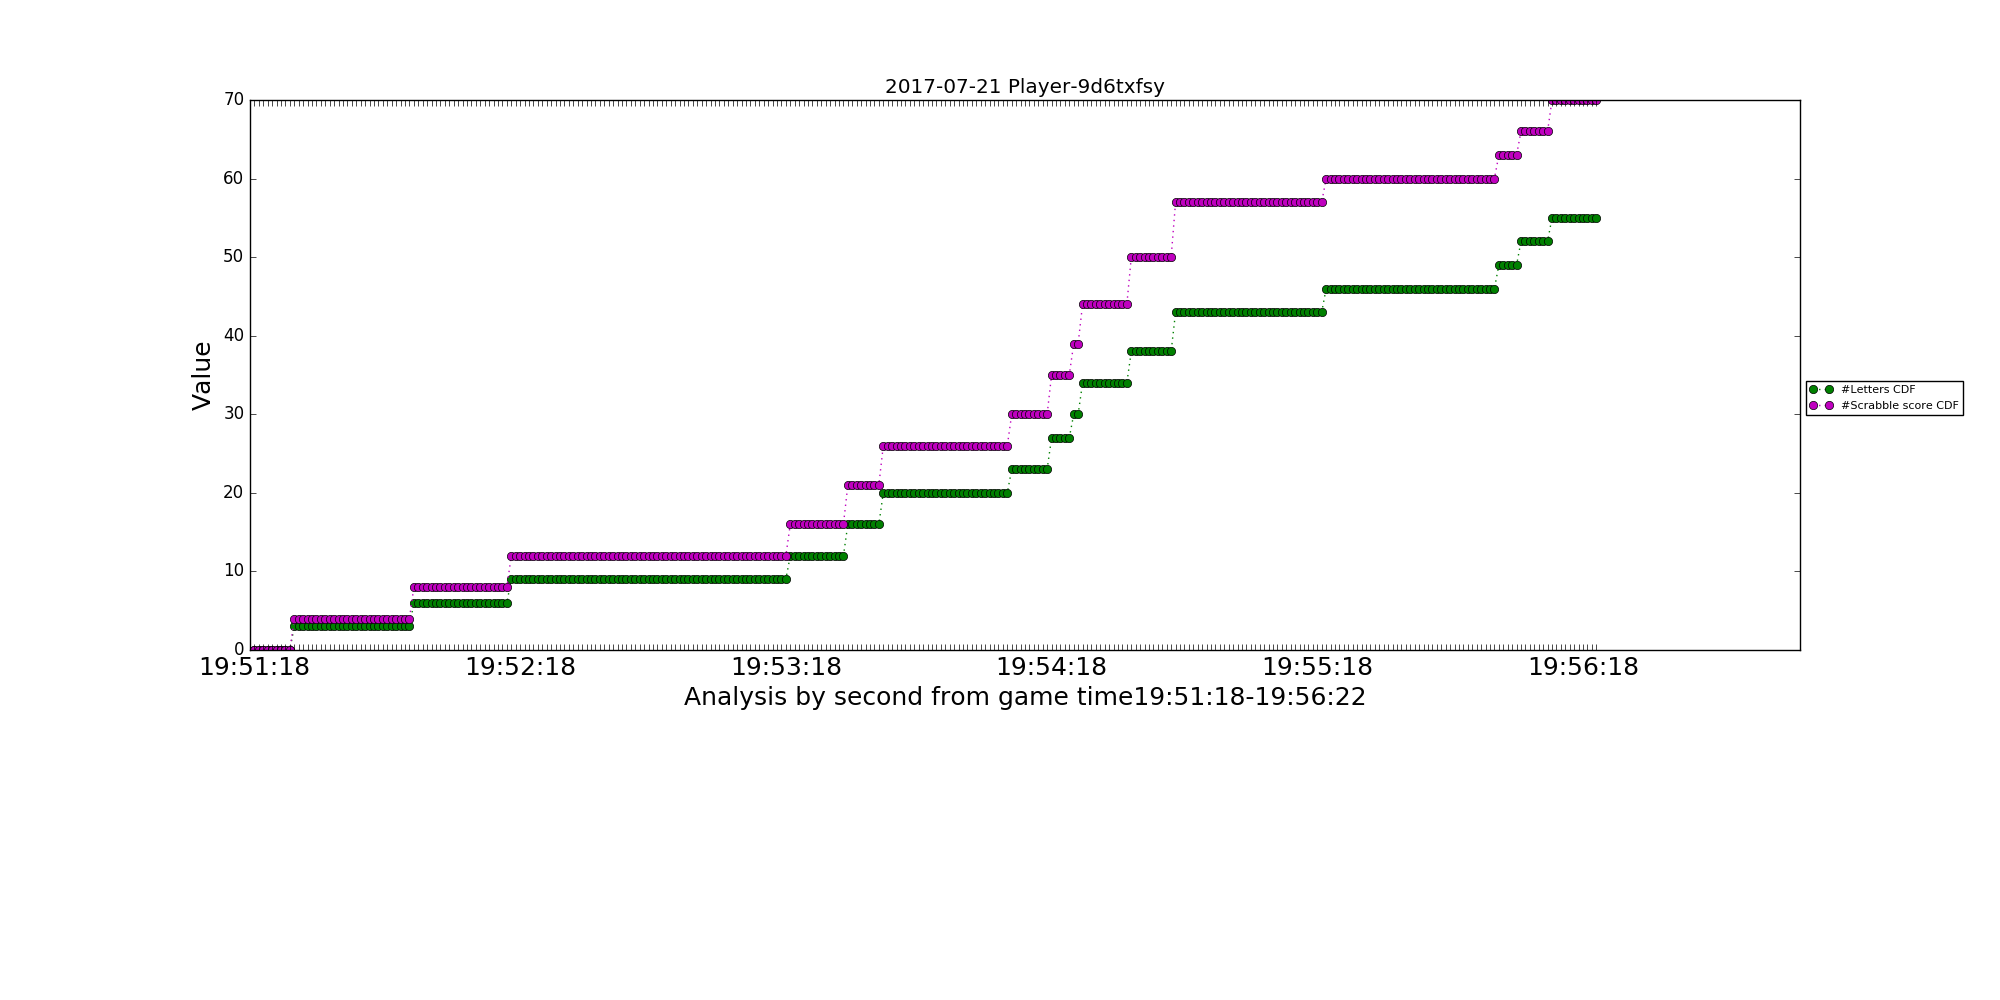 2017-07-21 Player-9d6txfsy
70
60
50
40
30
20
10
0
Value
#Letters CDF
#Scrabble score CDF
19:51:18 19:52:18 19:53:18 19:54:18 19:55:18 19:56:18
Analysis by second from game time19:51:18-19:56:22